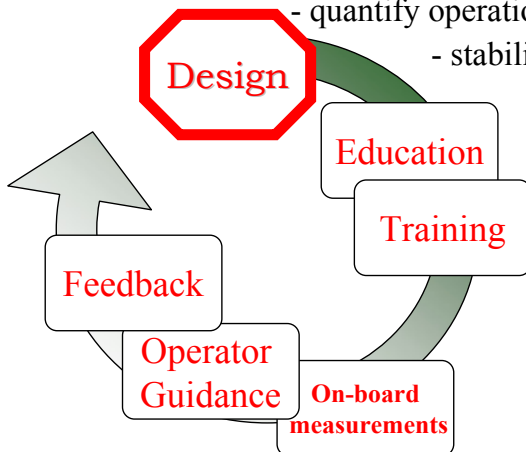 - quantify operatio
- stabili
Design
Education
Training
Feedback
Operator
Guidance
On-board
measurements